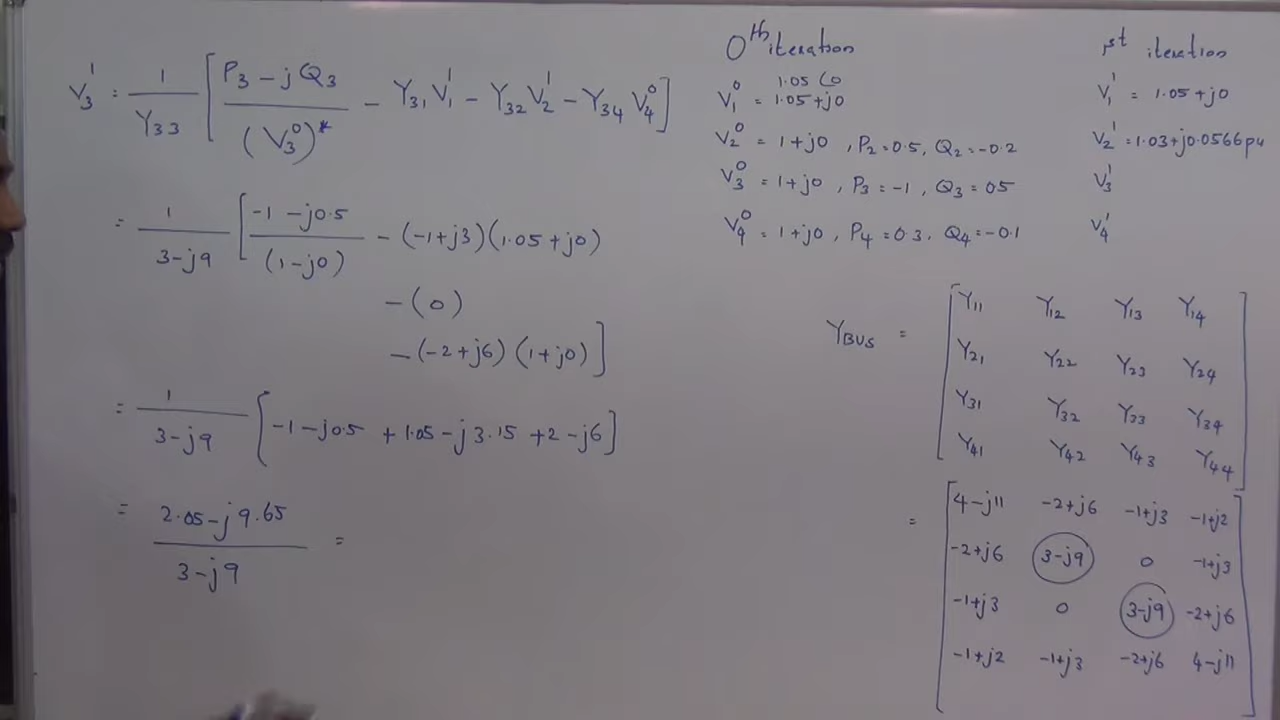 V₃¹ = 1/Y₃₃ [ (P₃ - jQ₃)/(V₃⁰)* - Y₃₁V₁¹ - Y₃₂V₂¹ - Y₃₄V₄⁰ ]
= 1/(3-j9) [ (-1-j0.5)/(1-j0) - (-1+j3)(1.05+j0)
- (0)
- (-2+j6)(1+j0) ]
= 1/(3-j9) [ -1-j0.5 + 1.05-j3.15 + 2-j6 ]
= (2.05-j9.65)/(3-j9) =
0th iteration
1.05 ∠0
V₁⁰ = 1.05+j0
V₂⁰ = 1+j0, P₂=0.5, Q₂=-0.2
V₃⁰ = 1+j0, P₃=-1, Q₃=05
V₄⁰ = 1+j0, P₄=0.3, Q₄=-0.1
1st iteration
V₁¹ = 1.05+j0
V₂¹ = 1.03+j0.0566pu
V₃¹
V₄¹
Y_BUS = [ Y₁₁ Y₁₂ Y₁₃ Y₁₄
Y₂₁ Y₂₂ Y₂₃ Y₂₄
Y₃₁ Y₃₂ Y₃₃ Y₃₄
Y₄₁ Y₄₂ Y₄₃ Y₄₄ ]
= [ 4-j11 -2+j6 -1+j3 -1+j2
-2+j6 3-j9 0 -1+j3
-1+j3 0 3-j9 -2+j6
-1+j2 -1+j3 -2+j6 4-j11 ]